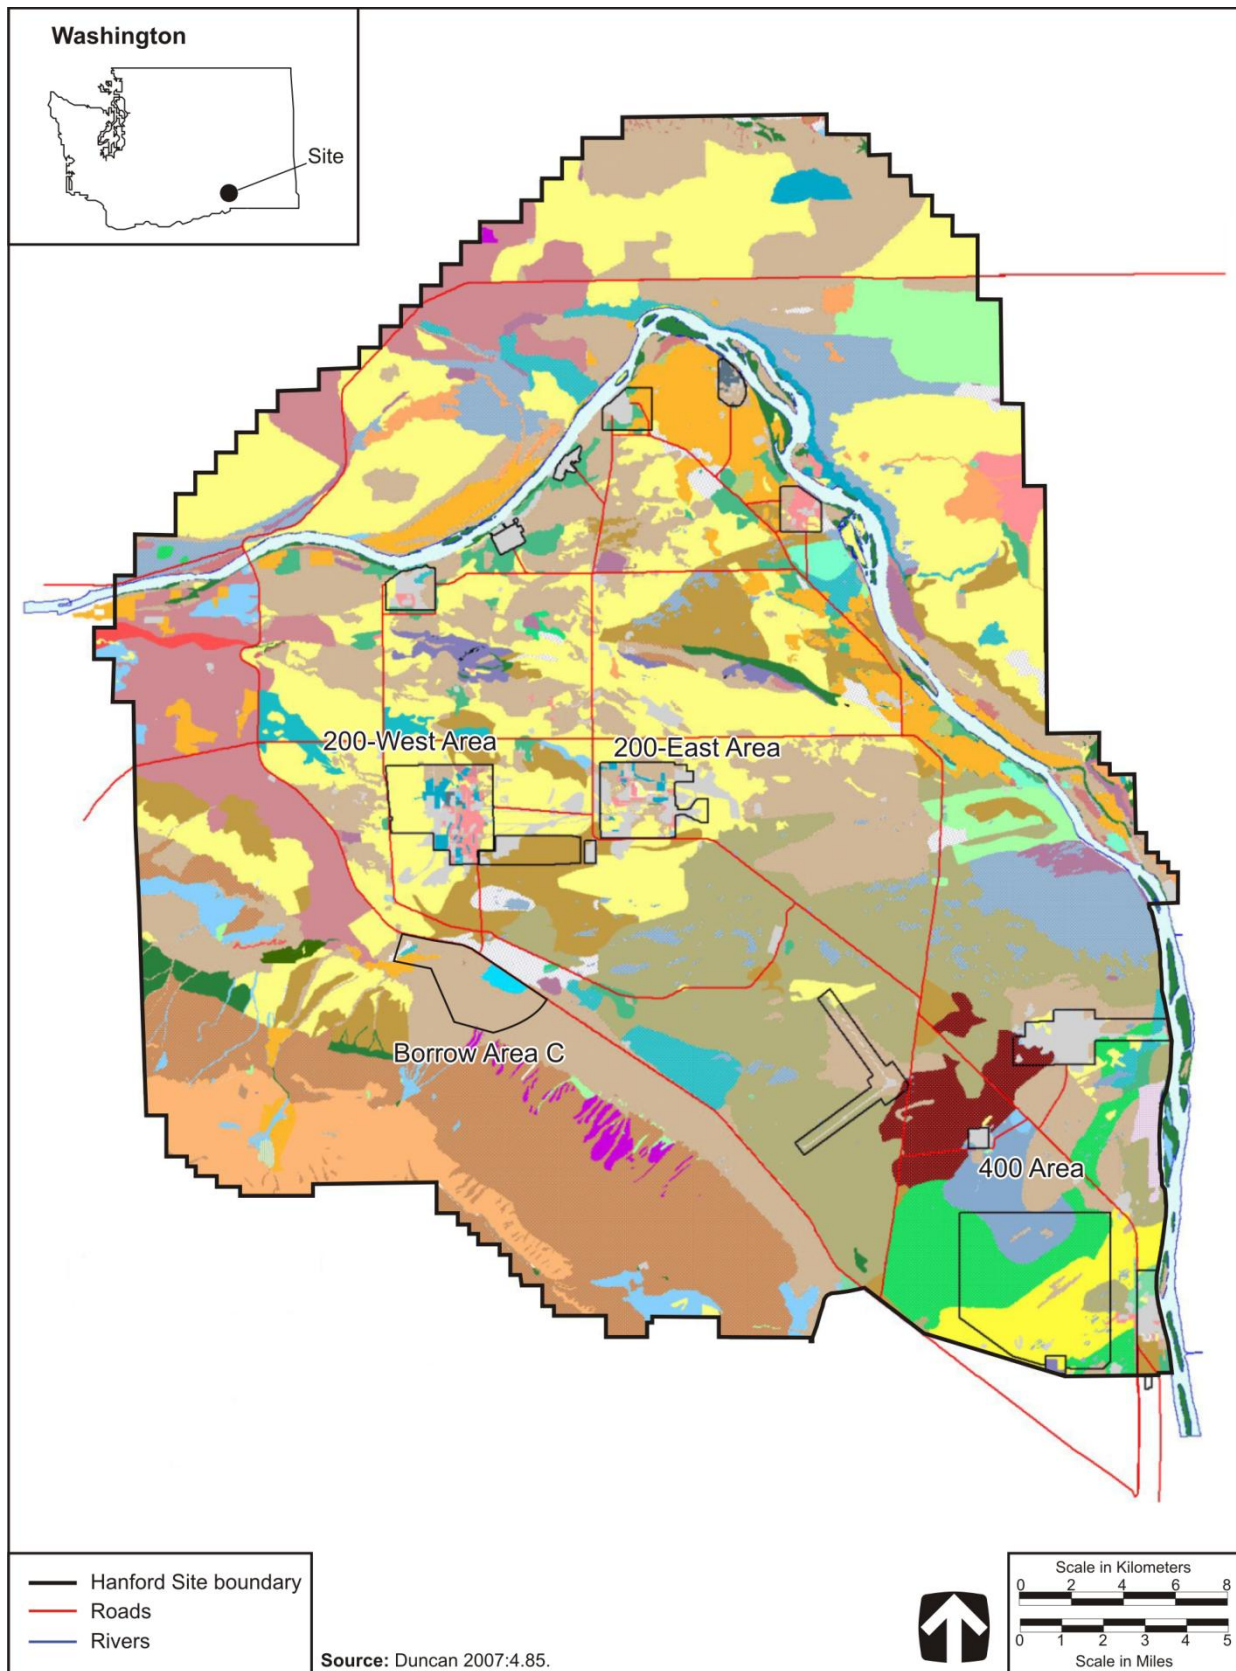 Washington
Site
200-West Area
200-East Area
Borrow Area C
400 Area
Hanford Site boundary
Roads
Rivers
Source: Duncan 2007:4.85.
Scale in Kilometers
0 2 4 6 8
0 1 2 3 4 5
Scale in Miles